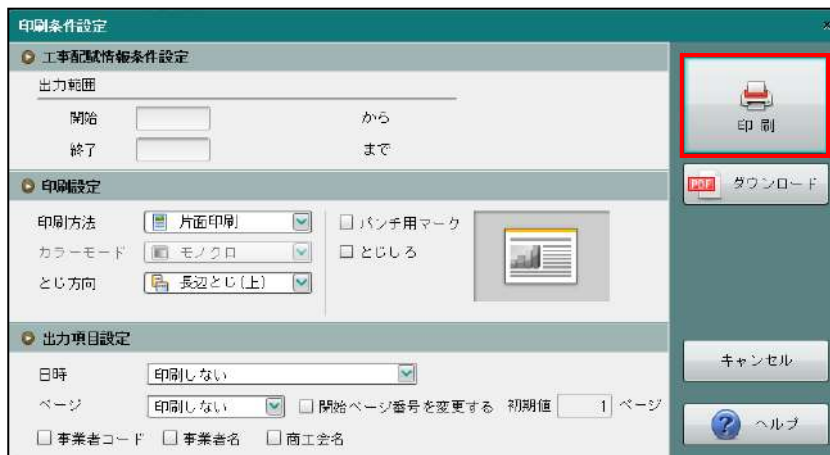 印刷条件設定
×
工事配賦情報条件設定
出力範囲
開始 から
終了 まで
印刷
PDF ダウンロード
印刷設定
印刷方法 片面印刷 パンチ用マーク
カラーモード モノクロ とじしろ
とじ方向 長辺とじ(上)
出力項目設定
キャンセル
日時 印刷しない
ページ 印刷しない 開始ページ番号を変更する 初期値 1 ページ
事業者コード 事業者名 商工会名
? ヘルプ